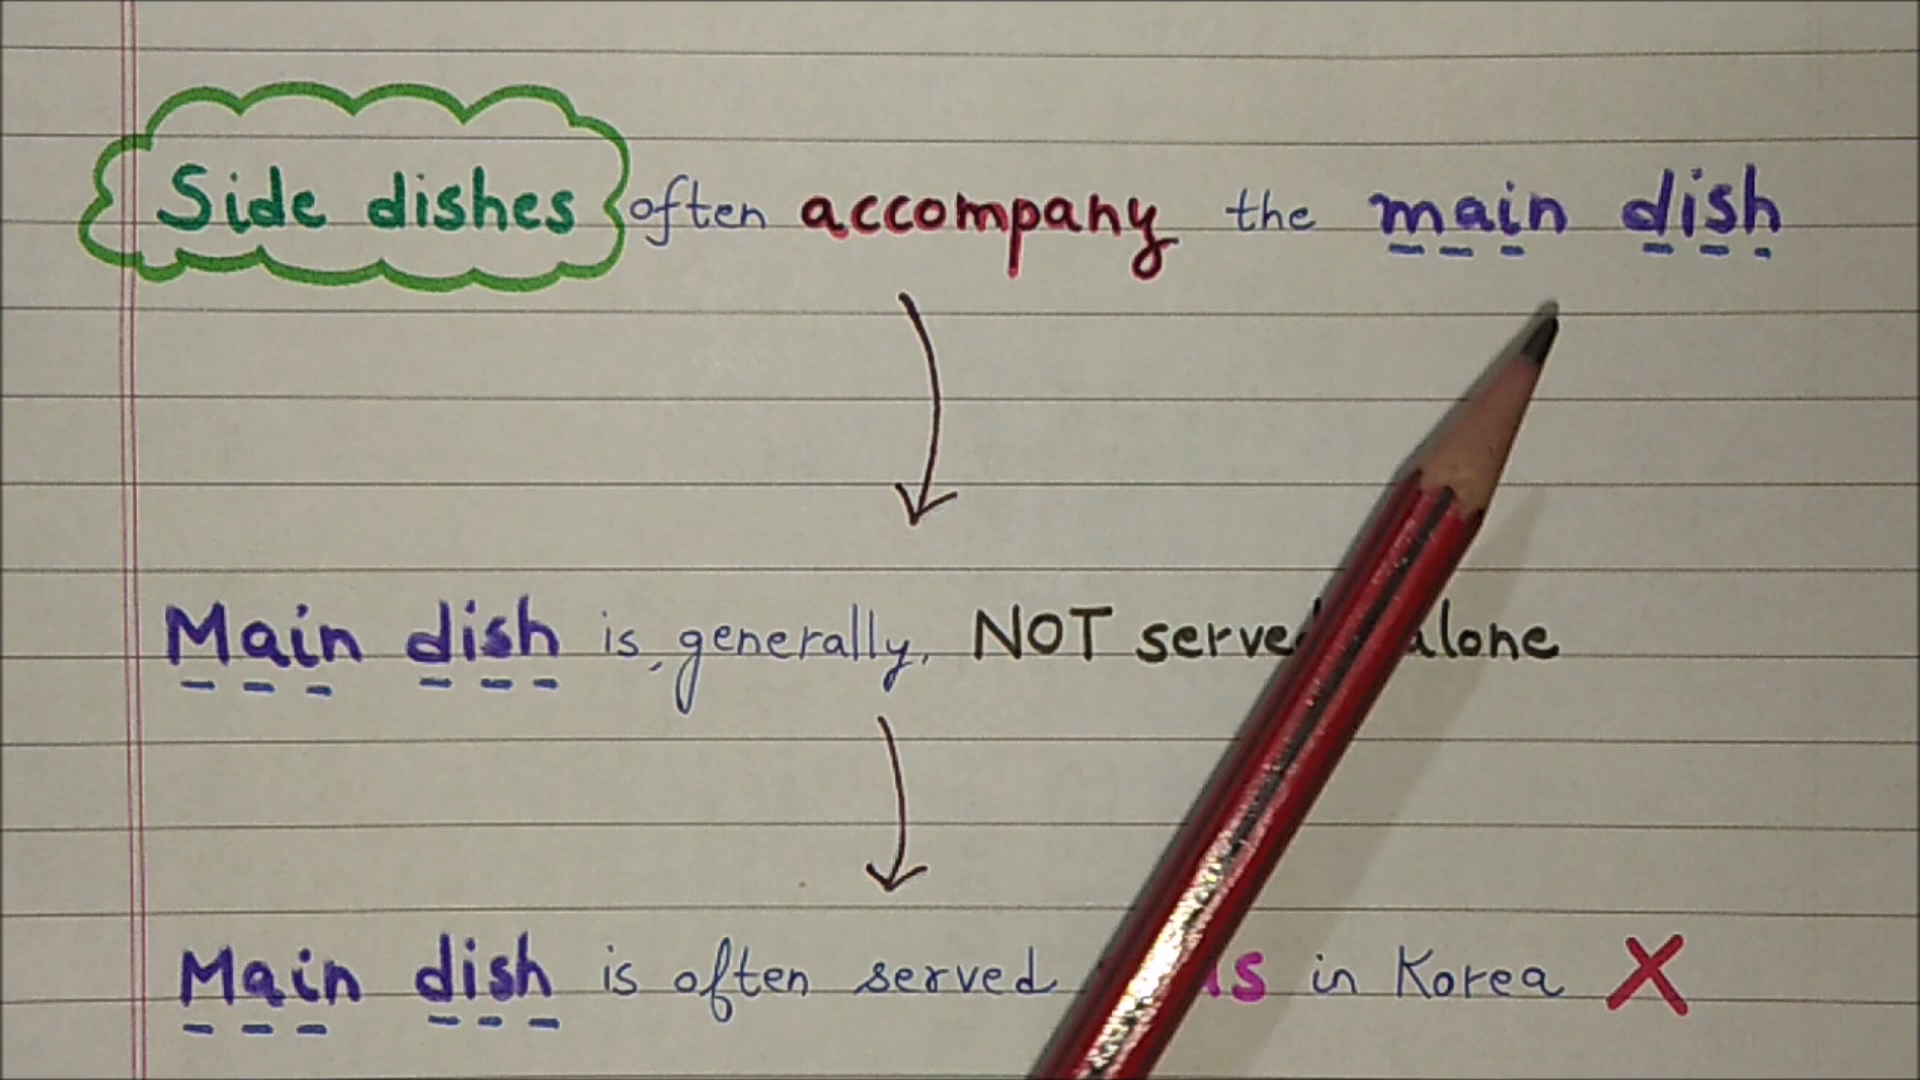 Side dishes often accompany the main dish
Main dish is, generally, NOT served alone
Main dish is often served in Korea X